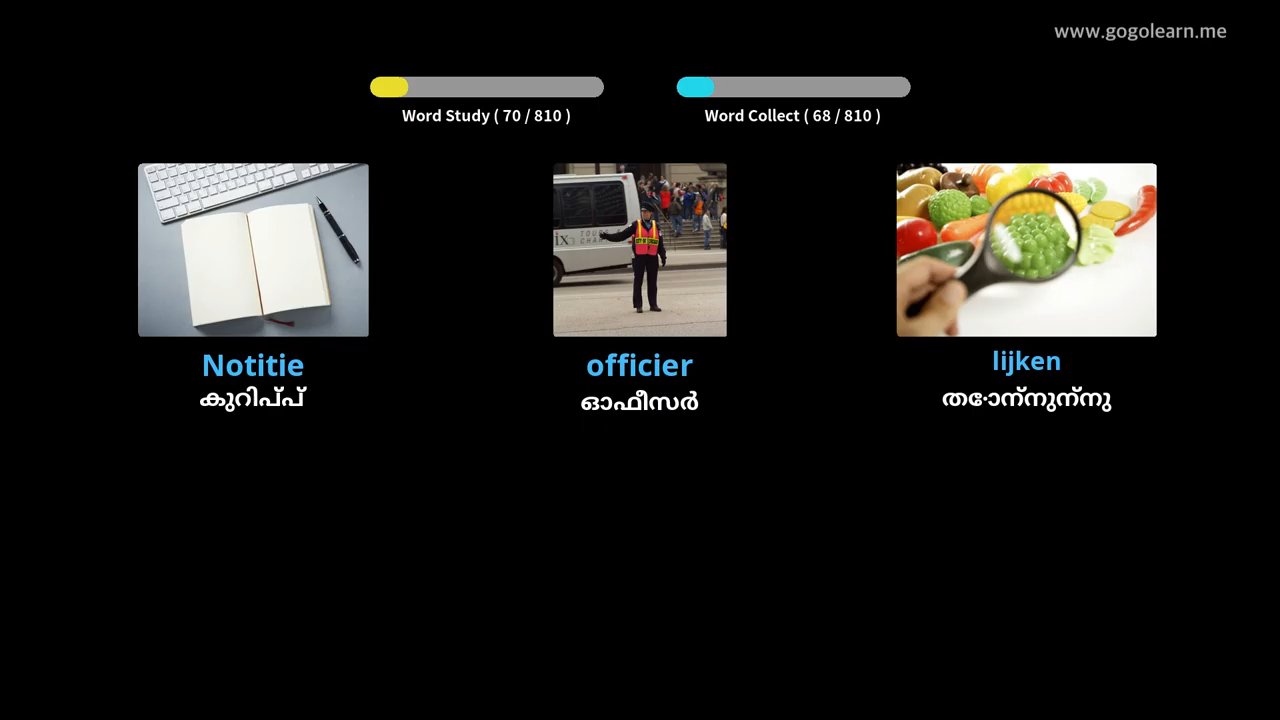 www.gogolearn.me
Word Study ( 70 / 810 )
Word Collect ( 68 / 810 )
Notitie
officier
lijken
കുറിപ്പ്
ഓഫീസർ
തോന്നുന്നു